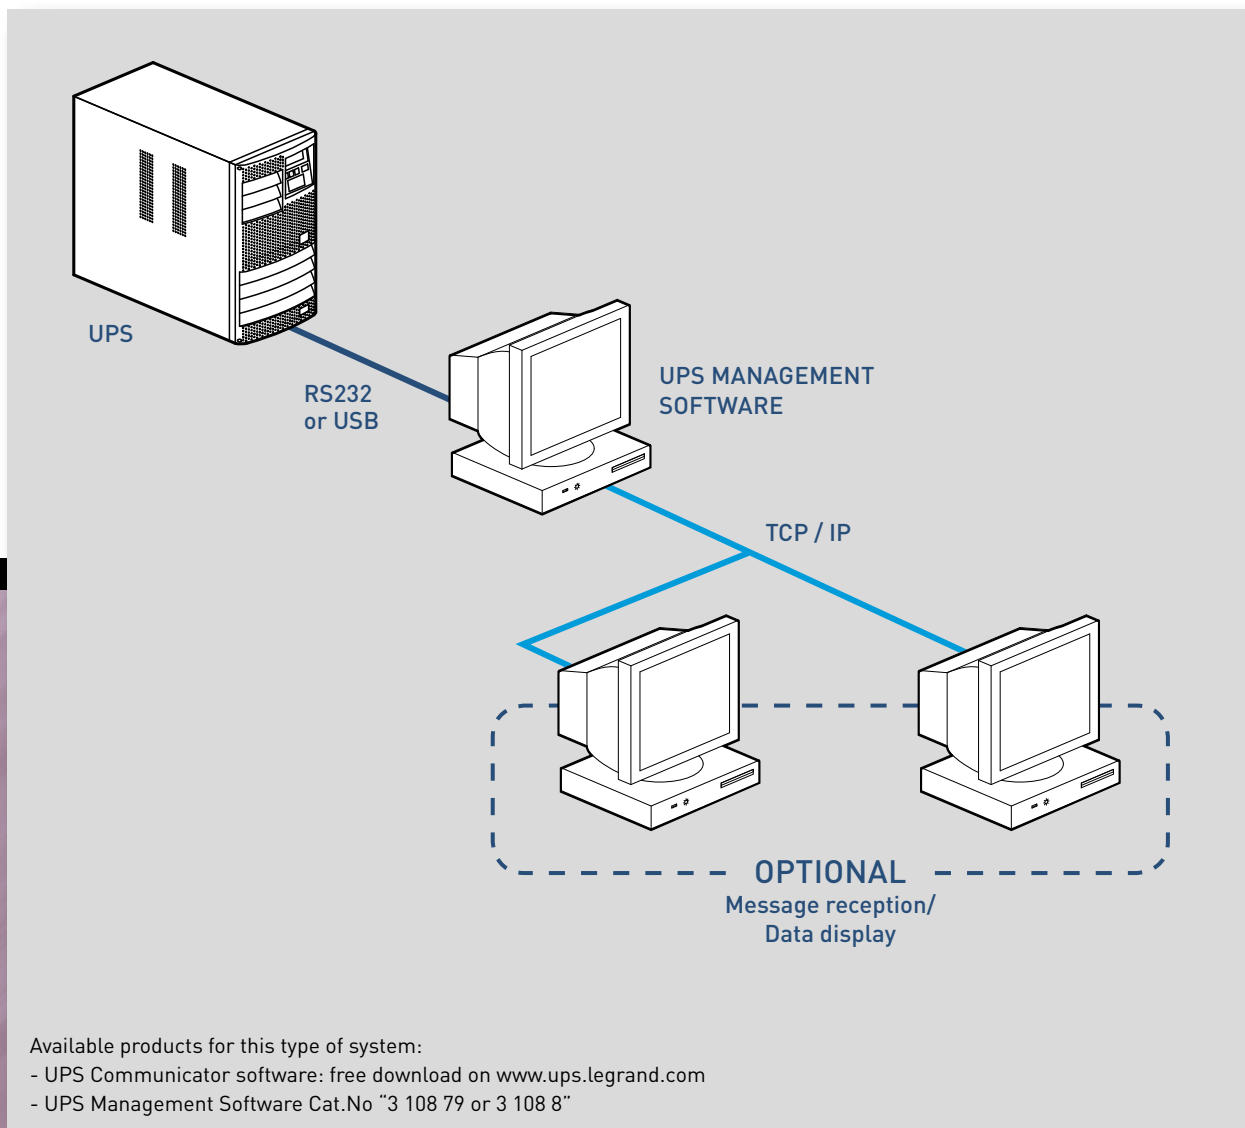 UPS
RS232
or USB
UPS MANAGEMENT
SOFTWARE
TCP / IP
OPTIONAL
Message reception/
Data display
Available products for this type of system:
- UPS Communicator software: free download on www.ups.legrand.com
- UPS Management Software Cat.No “3 108 79 or 3 108 8”